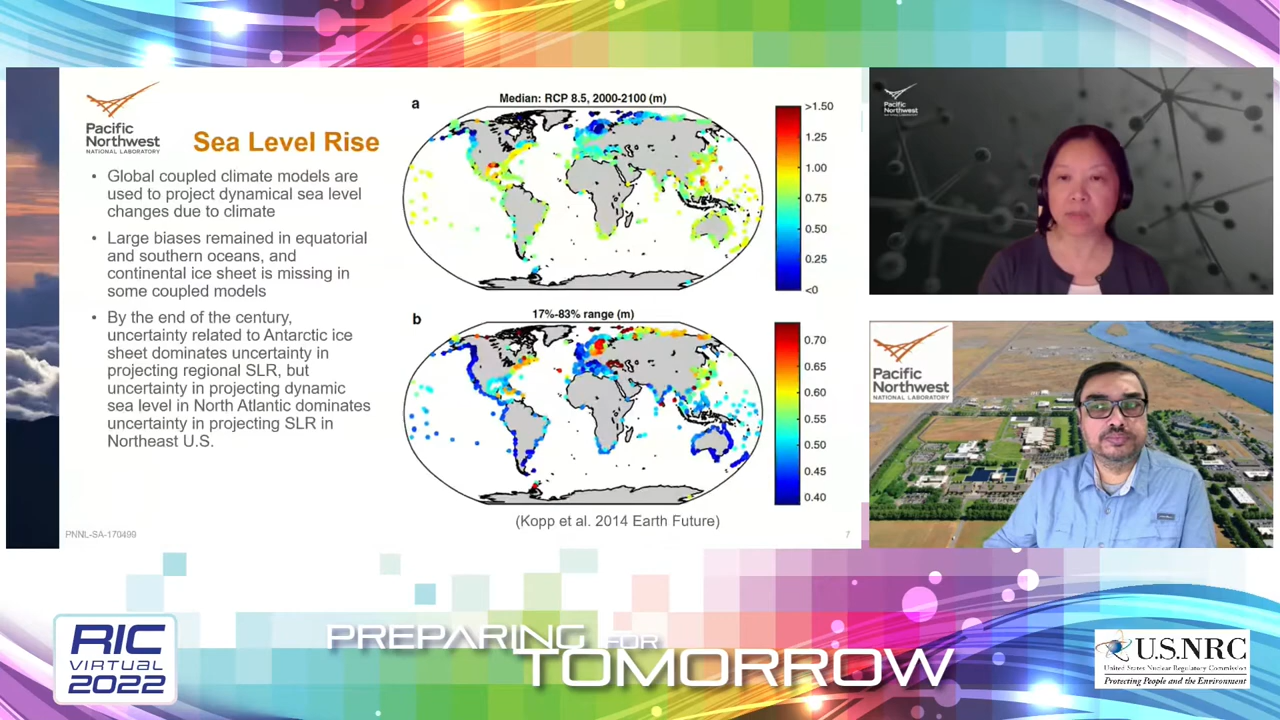 Pacific
Northwest
NATIONAL LABORATORY
Sea Level Rise
• Global coupled climate models are
used to project dynamical sea level
changes due to climate
• Large biases remained in equatorial
and southern oceans, and
continental ice sheet is missing in
some coupled models
• By the end of the century,
uncertainty related to Antarctic ice
sheet dominates uncertainty in
projecting regional SLR, but
uncertainty in projecting dynamic
sea level in North Atlantic dominates
uncertainty in projecting SLR in
Northeast U.S.
PNNL-SA-170499
a
Median: RCP 8.5, 2000-2100 (m)
>1.50
1.25
1.00
0.75
0.50
0.25
<0
b
17%-83% range (m)
0.70
0.65
0.60
0.55
0.50
0.45
0.40
(Kopp et al. 2014 Earth Future)
7
Pacific
Northwest
Pacific
Northwest
NATIONAL LABORATORY
RIC
VIRTUAL
2022
PREPARING FOR
TOMORROW
U.S.NRC
United States Nuclear Regulatory Commission
Protecting People and the Environment